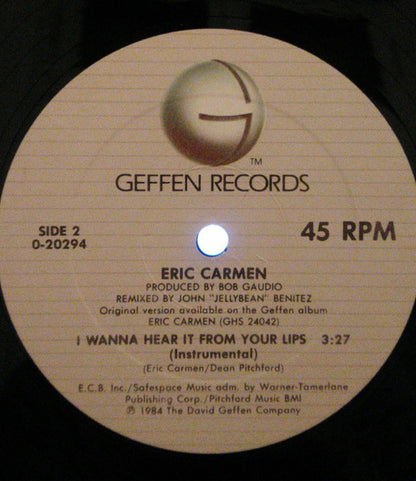 G
TM
GEFFEN RECORDS
SIDE 2
0-20294
45 RPM
ERIC CARMEN
PRODUCED BY BOB GAUDIO
REMIXED BY JOHN "JELLYBEAN" BENITEZ
Original version available on the Geffen album
ERIC CARMEN (GHS 24042)
I WANNA HEAR IT FROM YOUR LIPS 3:27
(Instrumental)
(Eric Carmen/Dean Pitchford)
E.C.B. Inc./Safespace Music adm. by Warner-Tamerlane
Publishing Corp./Pitchford Music BMI
℗ 1984 The David Geffen Company